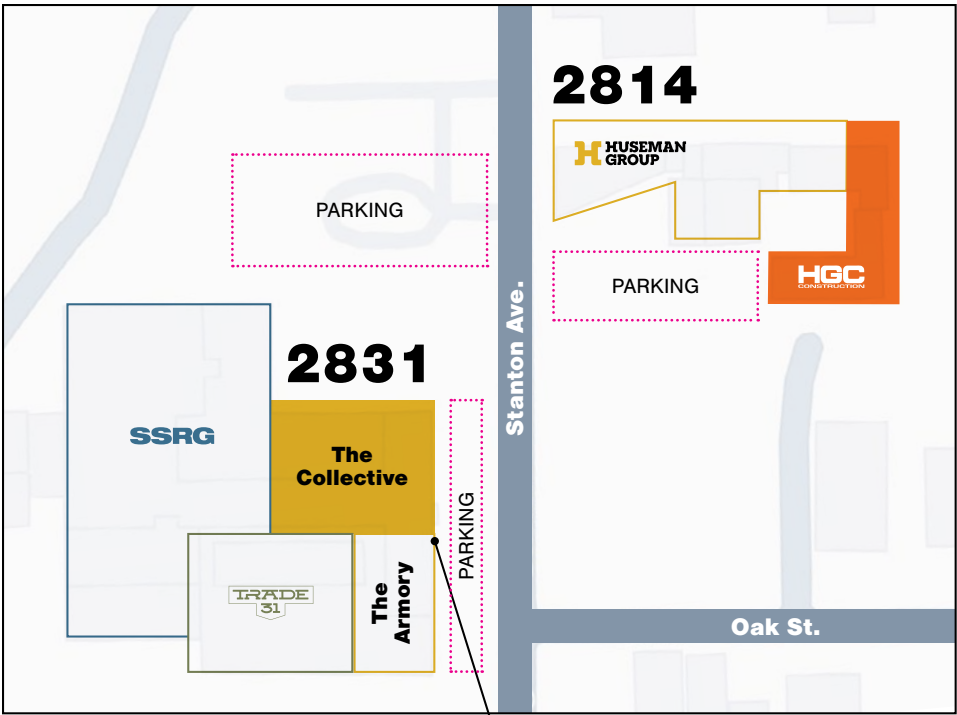 2814
HUSEMAN
GROUP
PARKING
PARKING
HGC
CONSTRUCTION
Stanton Ave.
2831
SSRG
The
Collective
PARKING
TRADE
31
The
Armory
Oak St.